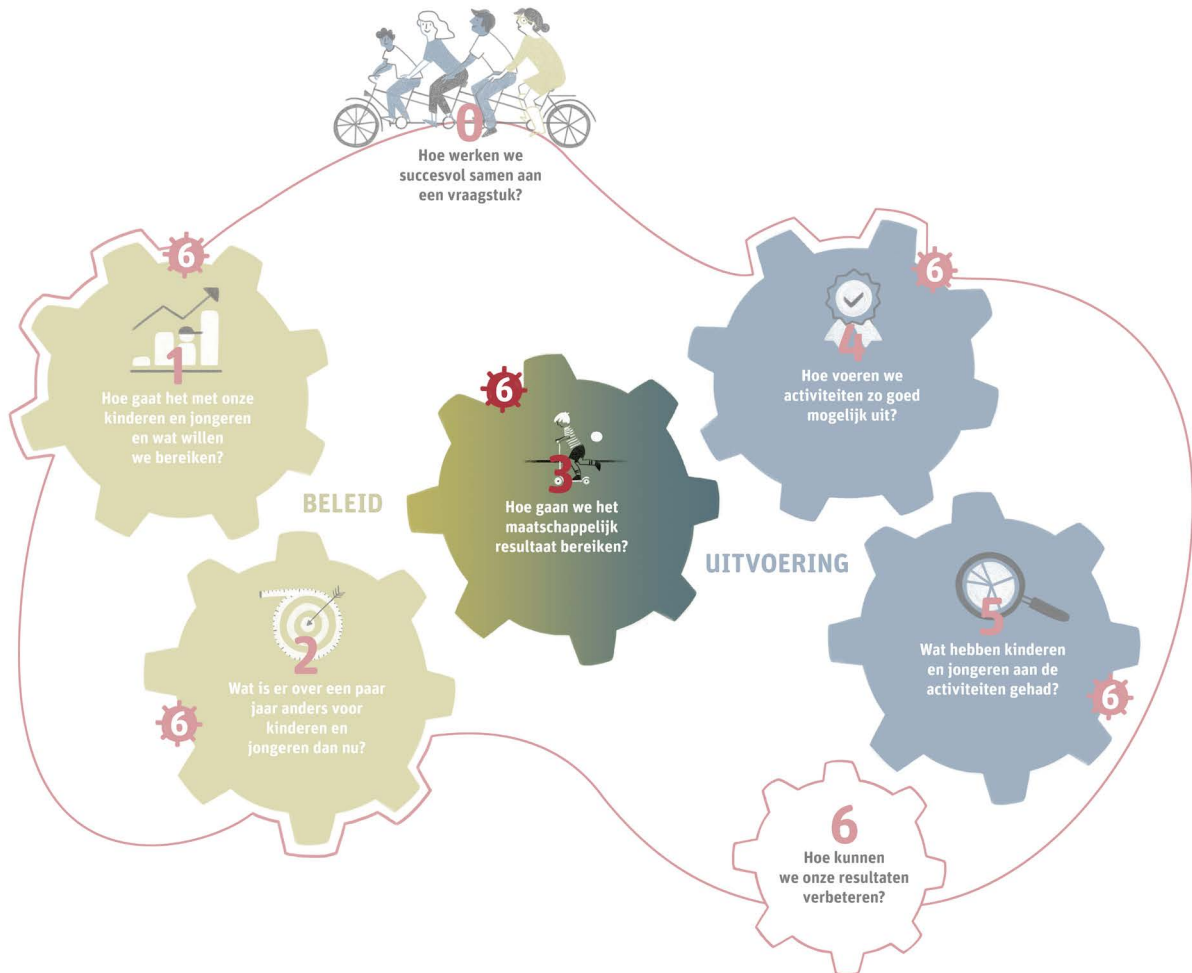 0
Hoe werken we
succesvol samen aan
een vraagstuk?
6
1
Hoe gaat het met onze
kinderen en jongeren
en wat willen
we bereiken?
BELEID
2
Wat is er over een paar
jaar anders voor
kinderen en
jongeren dan nu?
6
6
3
Hoe gaan we het
maatschappelijk
resultaat bereiken?
6
4
Hoe voeren we
activiteiten zo goed
mogelijk uit?
UITVOERING
5
Wat hebben kinderen
en jongeren aan de
activiteiten gehad?
6
6
Hoe kunnen
we onze resultaten
verbeteren?